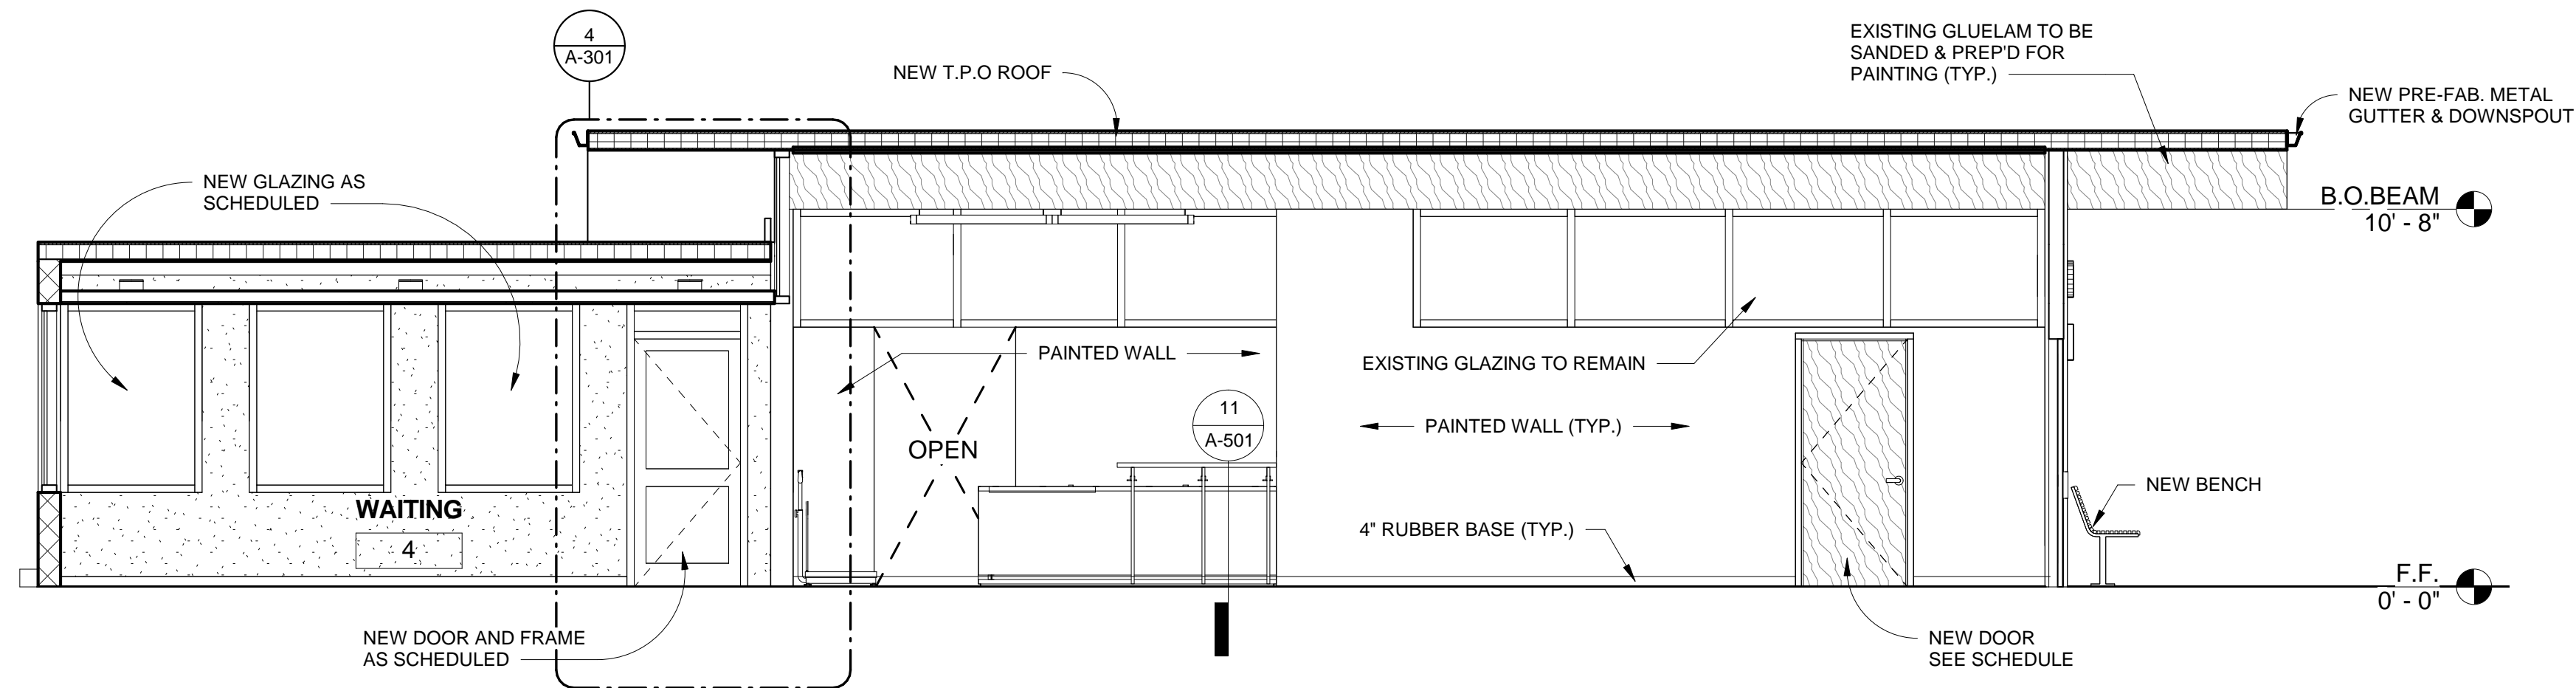 4
A-301
NEW T.P.O ROOF
EXISTING GLUELAM TO BE
SANDED & PREP'D FOR
PAINTING (TYP.)
NEW PRE-FAB. METAL
GUTTER & DOWNSPOUT
NEW GLAZING AS
SCHEDULED
B.O.BEAM
10' - 8"
PAINTED WALL
EXISTING GLAZING TO REMAIN
11
A-501
PAINTED WALL (TYP.)
OPEN
WAITING
4
4" RUBBER BASE (TYP.)
NEW BENCH
F.F.
0' - 0"
NEW DOOR AND FRAME
AS SCHEDULED
NEW DOOR
SEE SCHEDULE